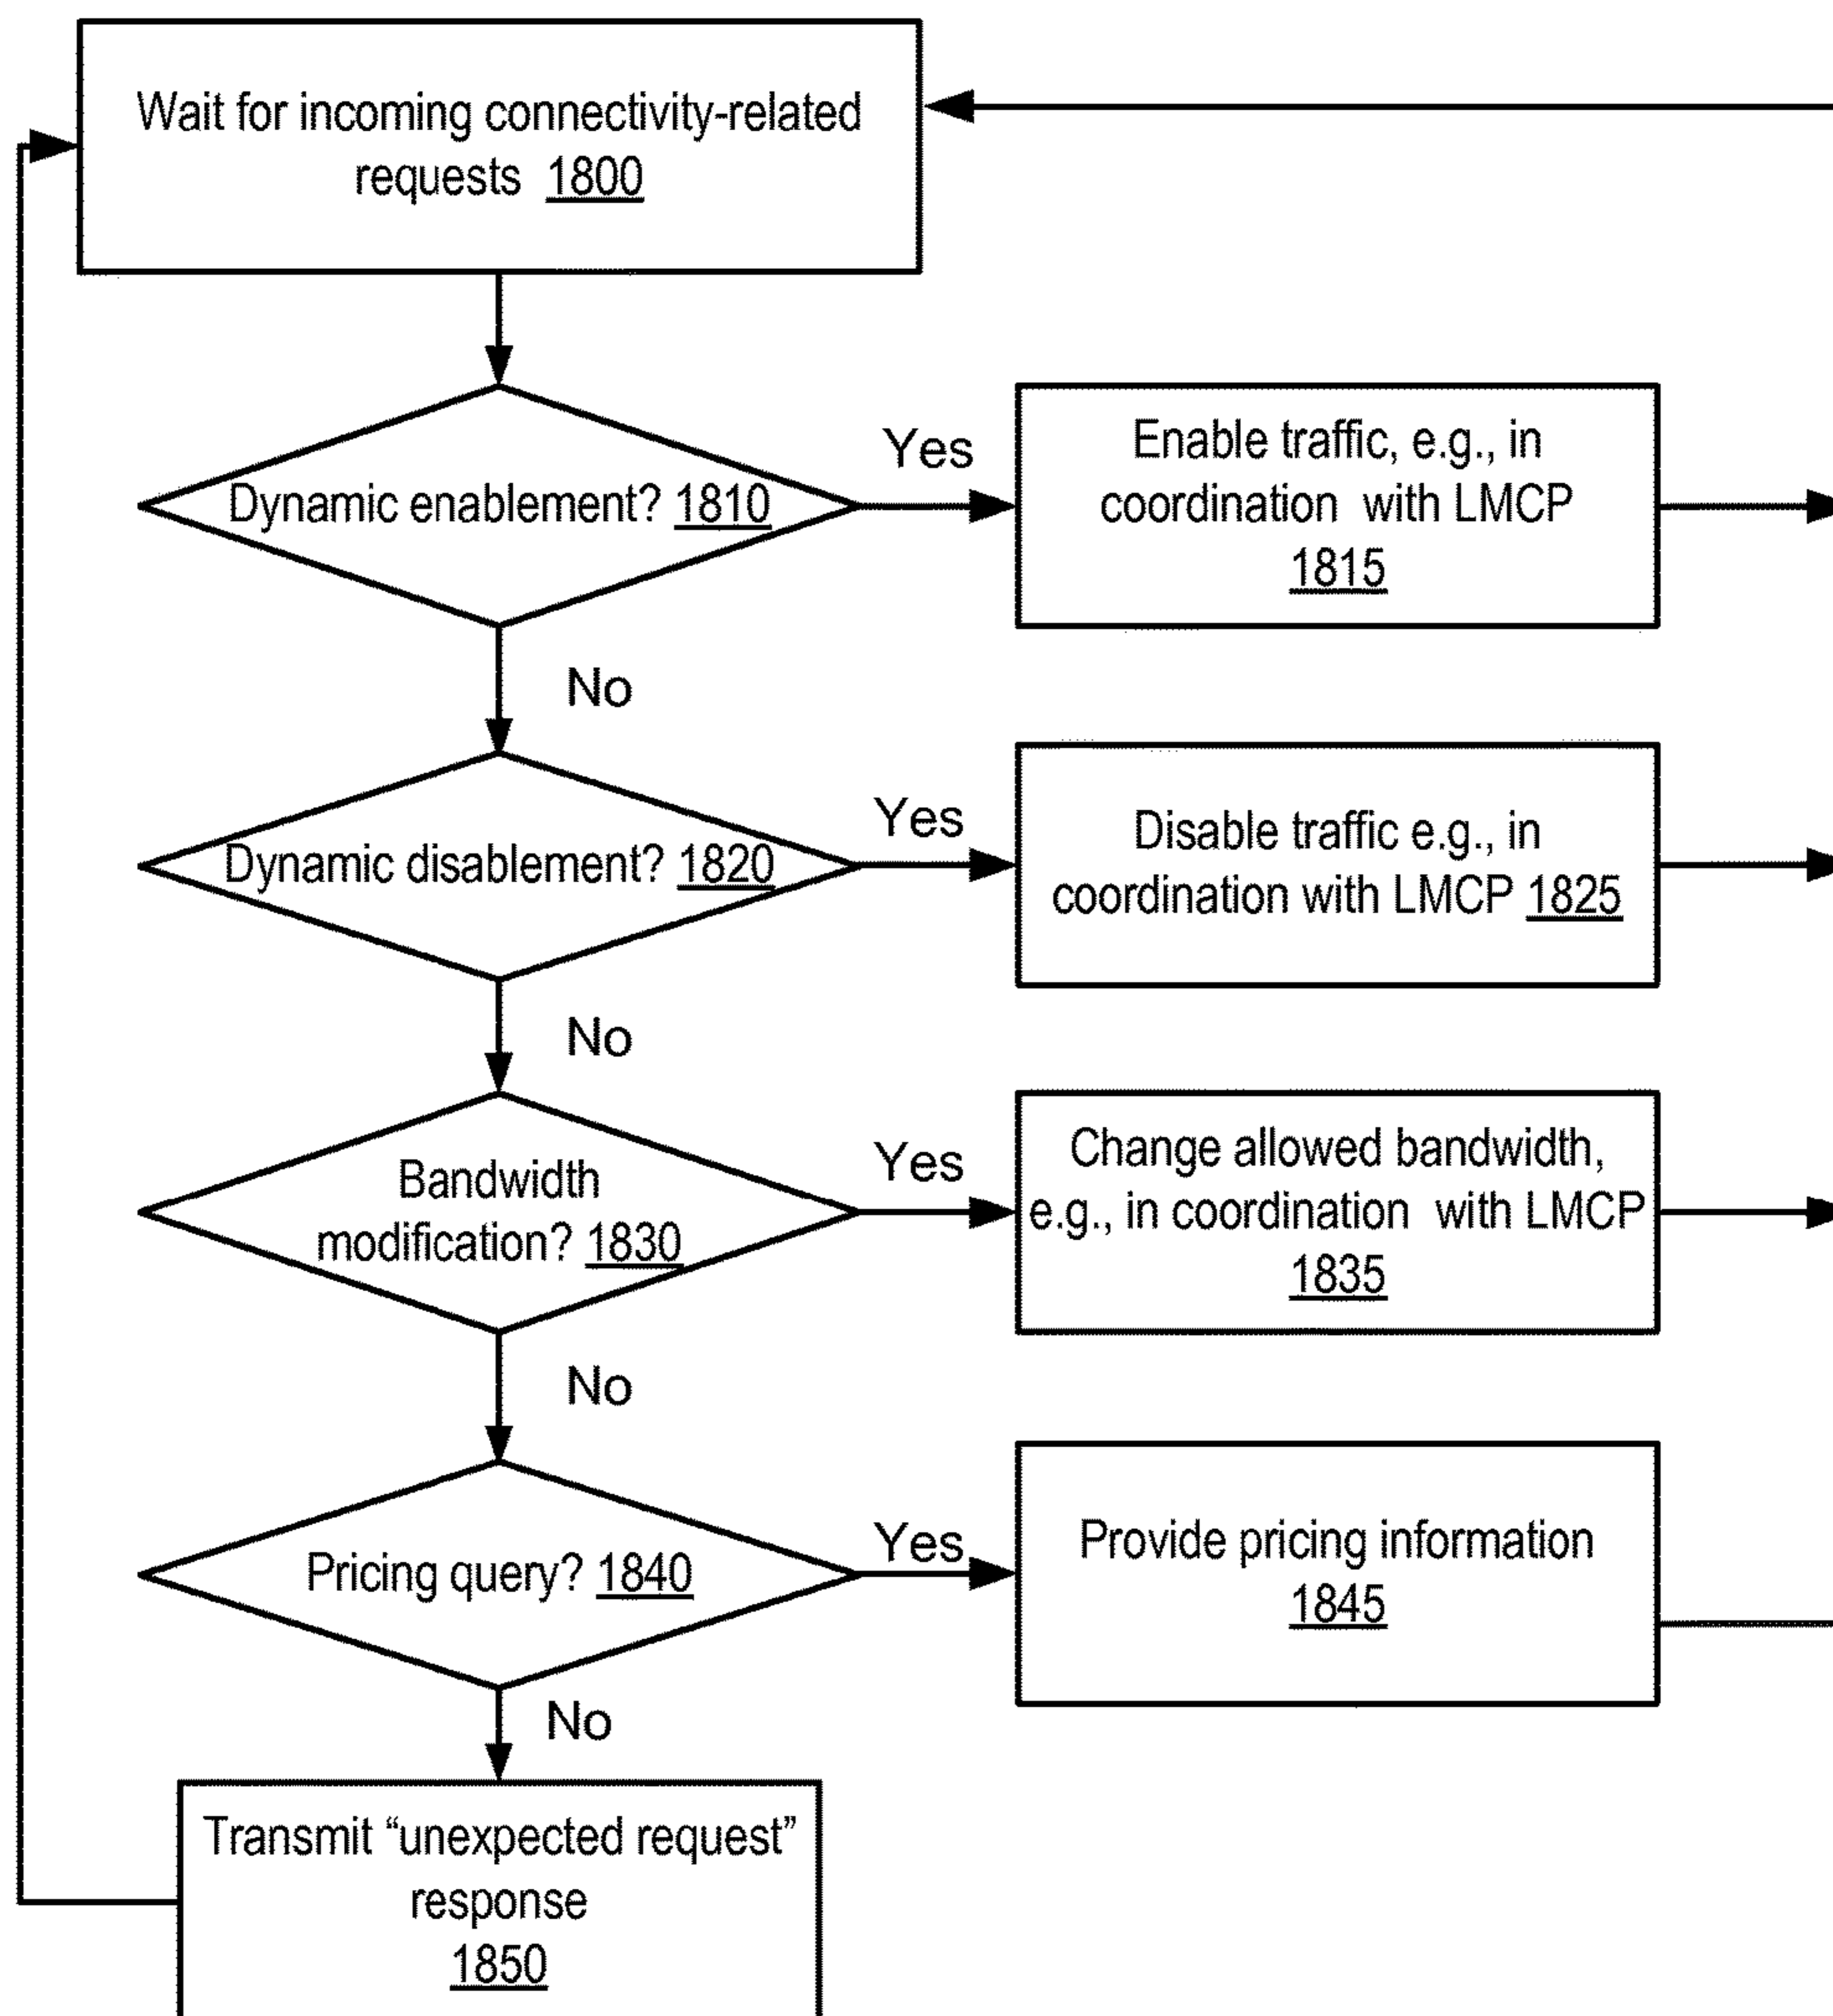 Wait for incoming connectivity-related
requests 1800
Dynamic enablement? 1810
Yes
Enable traffic, e.g., in
coordination with LMCP
1815
No
Dynamic disablement? 1820
Yes
Disable traffic e.g., in
coordination with LMCP 1825
No
Bandwidth
modification? 1830
Yes
Change allowed bandwidth,
e.g., in coordination with LMCP
1835
No
Pricing query? 1840
Yes
Provide pricing information
1845
No
Transmit “unexpected request”
response
1850